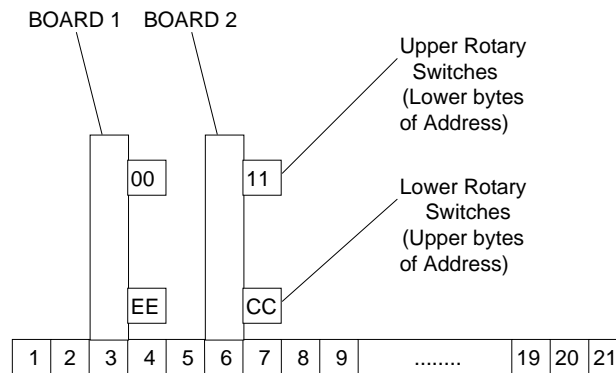 BOARD 1 BOARD 2
Upper Rotary
Switches
(Lower bytes
of Address)
00 11
Lower Rotary
Switches
(Upper bytes
of Address)
EE CC
1 2 3 4 5 6 7 8 9 ........ 19 20 21